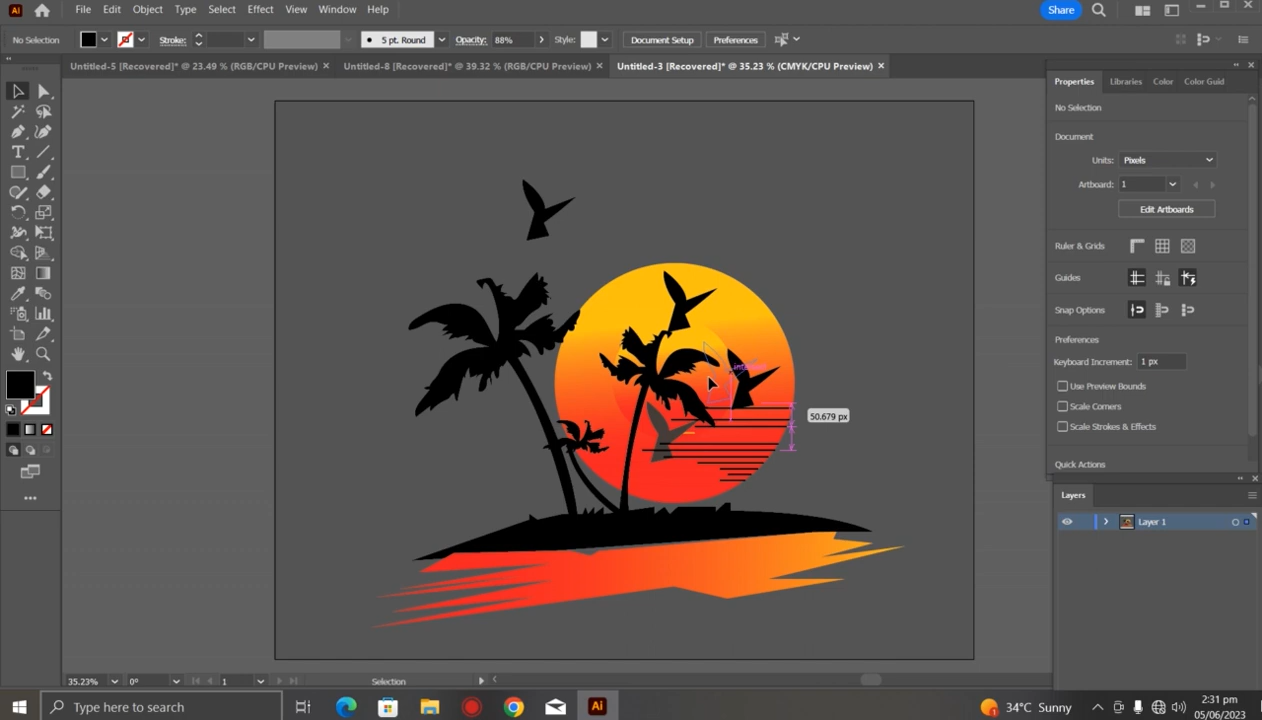 Ai File Edit Object Type Select Effect View Window Help Share
No Selection Stroke: 5 pt. Round Opacity: 88% Style: Document Setup Preferences
Untitled-5 [Recovered]* @ 23.49 % (RGB/CPU Preview) × Untitled-8 [Recovered]* @ 39.32 % (RGB/CPU Preview) × Untitled-3 [Recovered]* @ 35.23 % (CMYK/CPU Preview) ×
Properties Libraries Color Color Guid
No Selection
Document
Units: Pixels
Artboard: 1
Edit Artboards
Ruler & Grids
Guides
Snap Options
Preferences
Keyboard Increment: 1 px
Use Preview Bounds
Scale Corners
Scale Strokes & Effects
Quick Actions
50.679 px
Layers
Layer 1
35.23% 0° 1 Selection
Type here to search
Ai
34°C Sunny
2:31 pm
05/06/2023